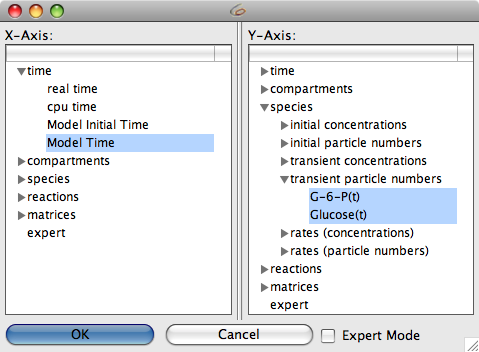 X-Axis:
time
real time
cpu time
Model Initial Time
Model Time
compartments
species
reactions
matrices
expert
Y-Axis:
time
compartments
species
initial concentrations
initial particle numbers
transient concentrations
transient particle numbers
G-6-P(t)
Glucose(t)
rates (concentrations)
rates (particle numbers)
reactions
matrices
expert
OK
Cancel
Expert Mode